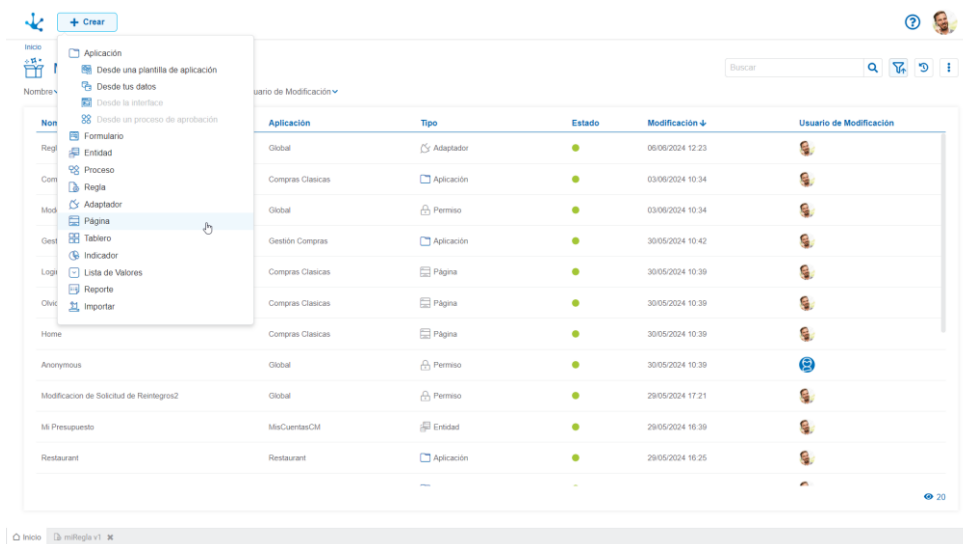 Crear
Inicio
Aplicación
Desde una plantilla de aplicación
Desde tus datos
Desde la interface
Desde un proceso de aprobación
Formulario
Entidad
Proceso
Regla
Adaptador
Página
Tablero
Indicador
Lista de Valores
Reporte
Importar
Buscar
Nombre
uario de Modificación
Aplicación Tipo Estado Modificación Usuario de Modificación
Global Adaptador 06/06/2024 12:23
Compras Clasicas Aplicación 03/06/2024 10:34
Global Permiso 03/06/2024 10:34
Gestión Compras Aplicación 30/05/2024 10:42
Compras Clasicas Página 30/05/2024 10:39
Compras Clasicas Página 30/05/2024 10:39
Home Compras Clasicas Página 30/05/2024 10:39
Anonymous Global Permiso 30/05/2024 10:39
Modificacion de Solicitud de Reintegros2 Global Permiso 29/05/2024 17:21
Mi Presupuesto MisCuentasCM Entidad 29/05/2024 16:39
Restaurant Restaurant Aplicación 29/05/2024 16:25
20
Inicio miRegla v1